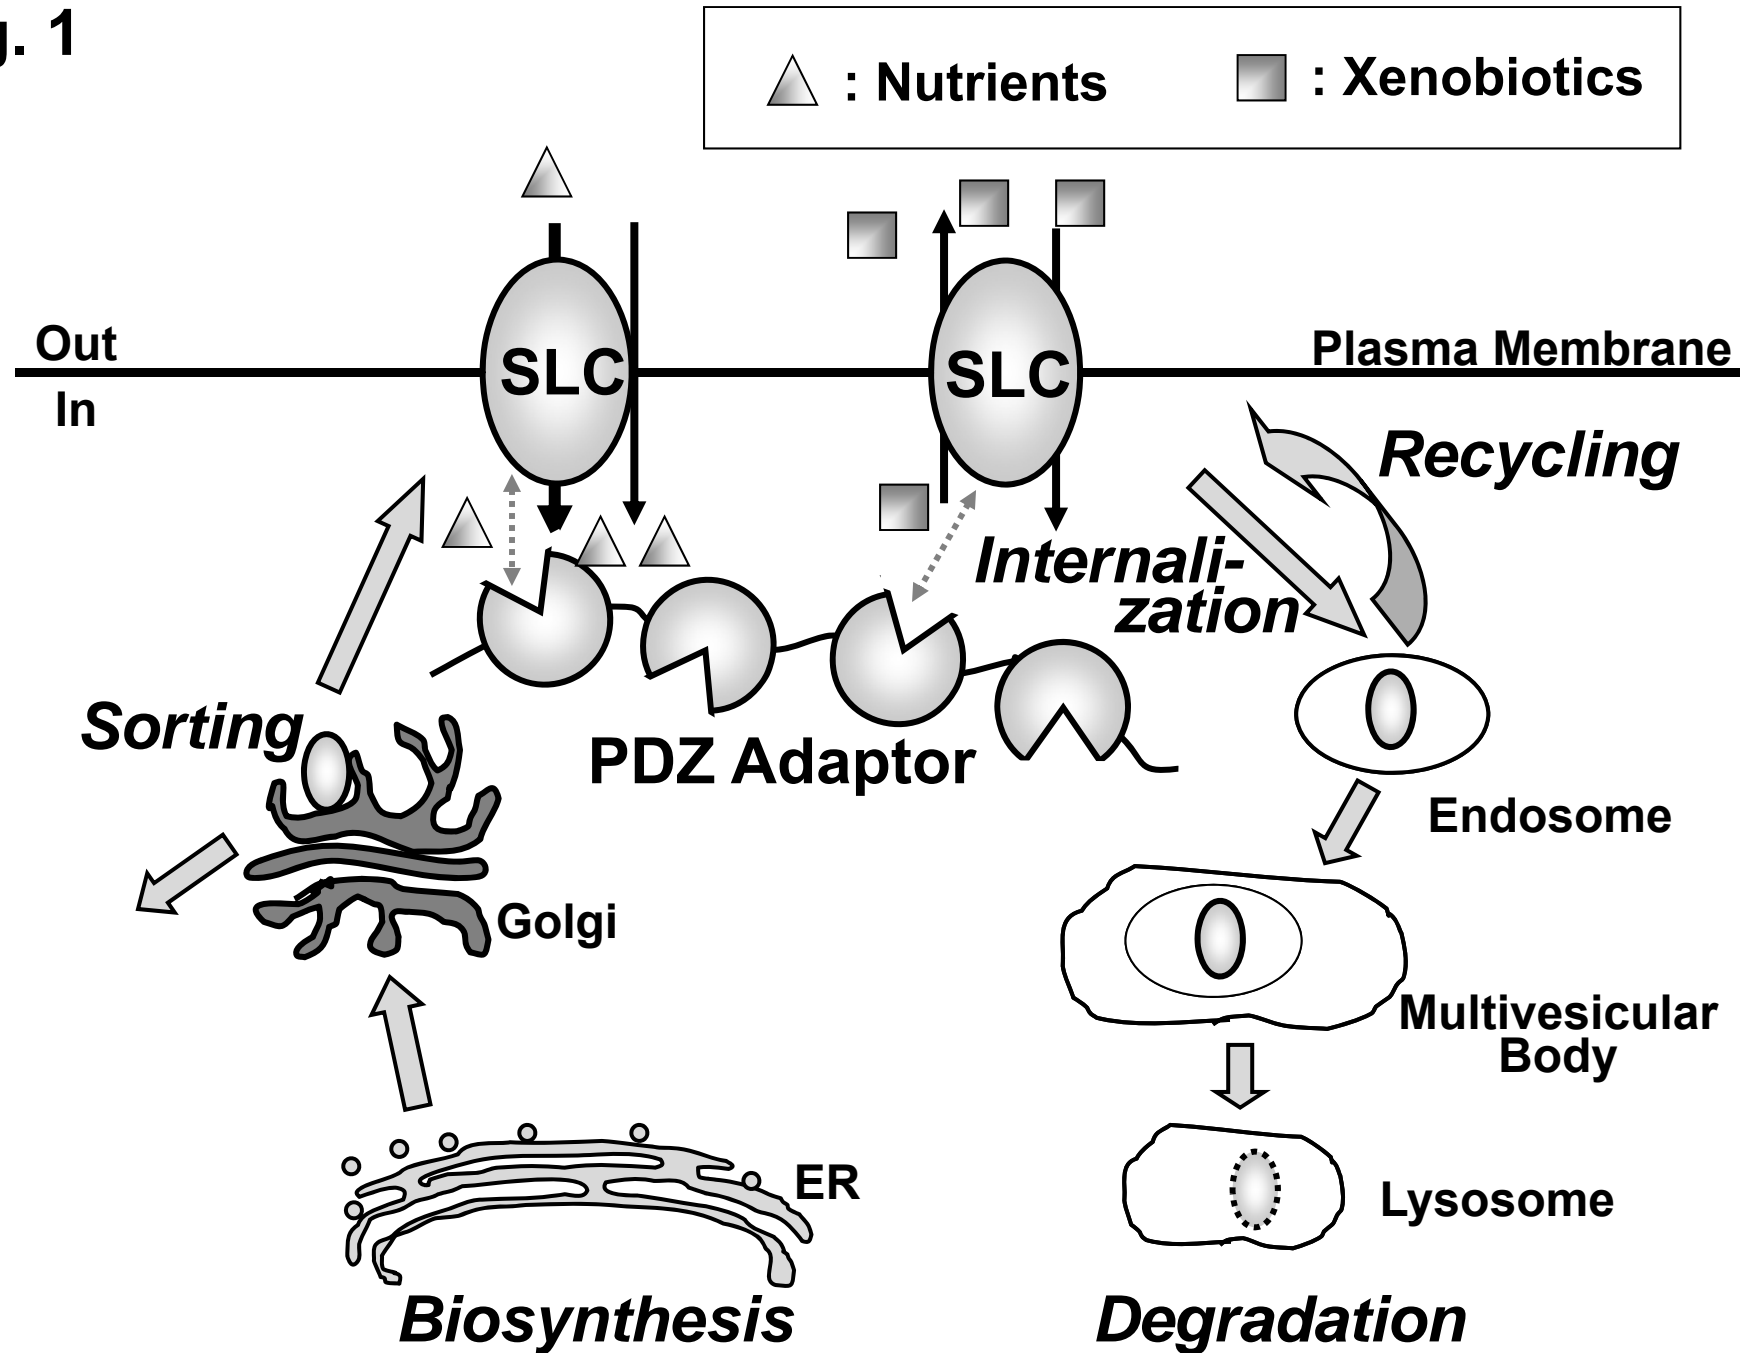 g. 1
: Nutrients
: Xenobiotics
Out
In
SLC
SLC
Plasma Membrane
Recycling
Internali-
zation
Sorting
PDZ Adaptor
Endosome
Golgi
Multivesicular
Body
ER
Lysosome
Biosynthesis
Degradation